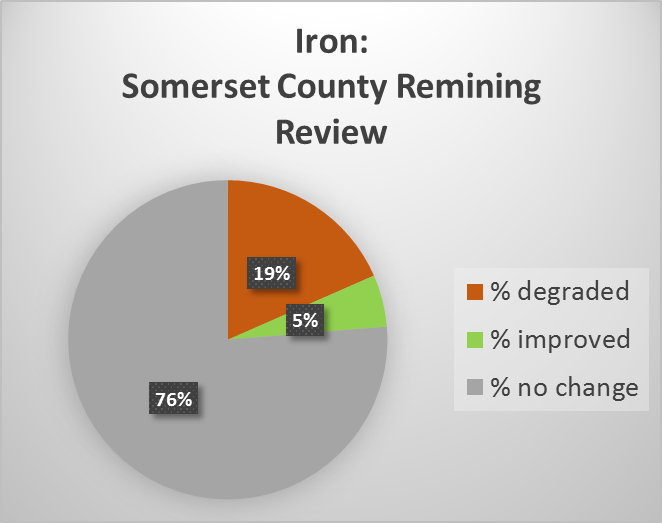 Iron:
Somerset County Remining
Review
19%
5%
76%
% degraded
% improved
% no change